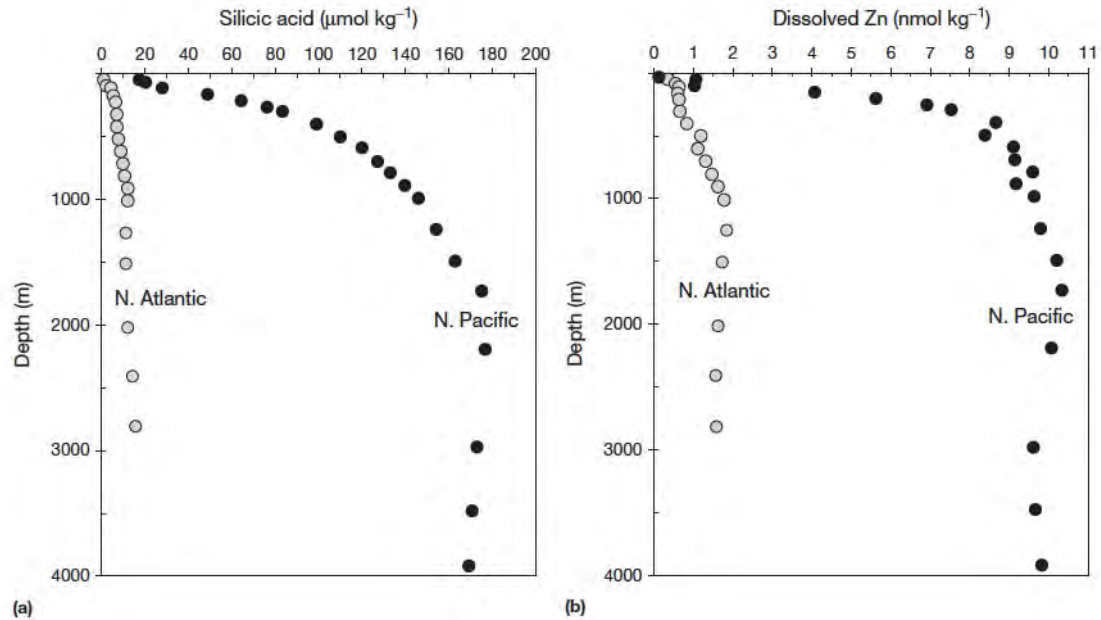 Silicic acid (µmol kg⁻¹)
0 20 40 60 80 100 120 140 160 180 200
1000
2000
3000
4000
Depth (m)
N. Atlantic
N. Pacific
(a)
Dissolved Zn (nmol kg⁻¹)
0 1 2 3 4 5 6 7 8 9 10 11
1000
2000
3000
4000
Depth (m)
N. Atlantic
N. Pacific
(b)